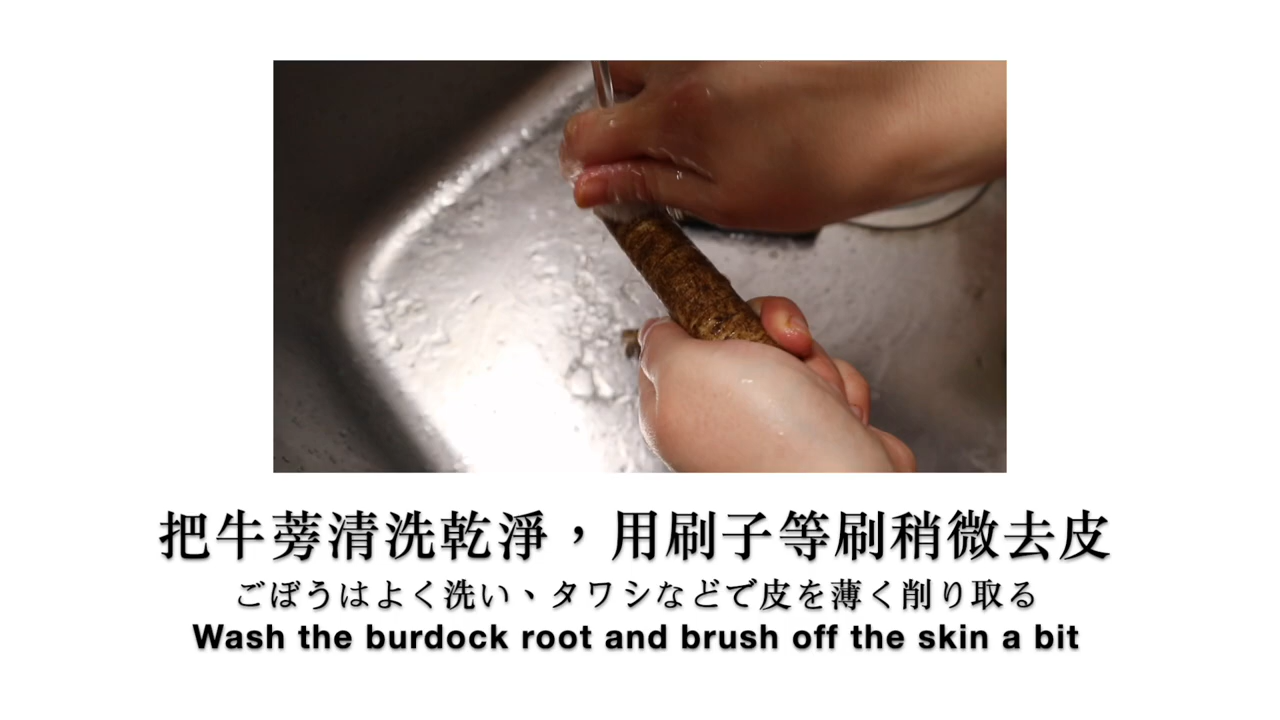 把牛蒡清洗乾淨，用刷子等刷稍微去皮
ごぼうはよく洗い、タワシなどで皮を薄く削り取る
Wash the burdock root and brush off the skin a bit